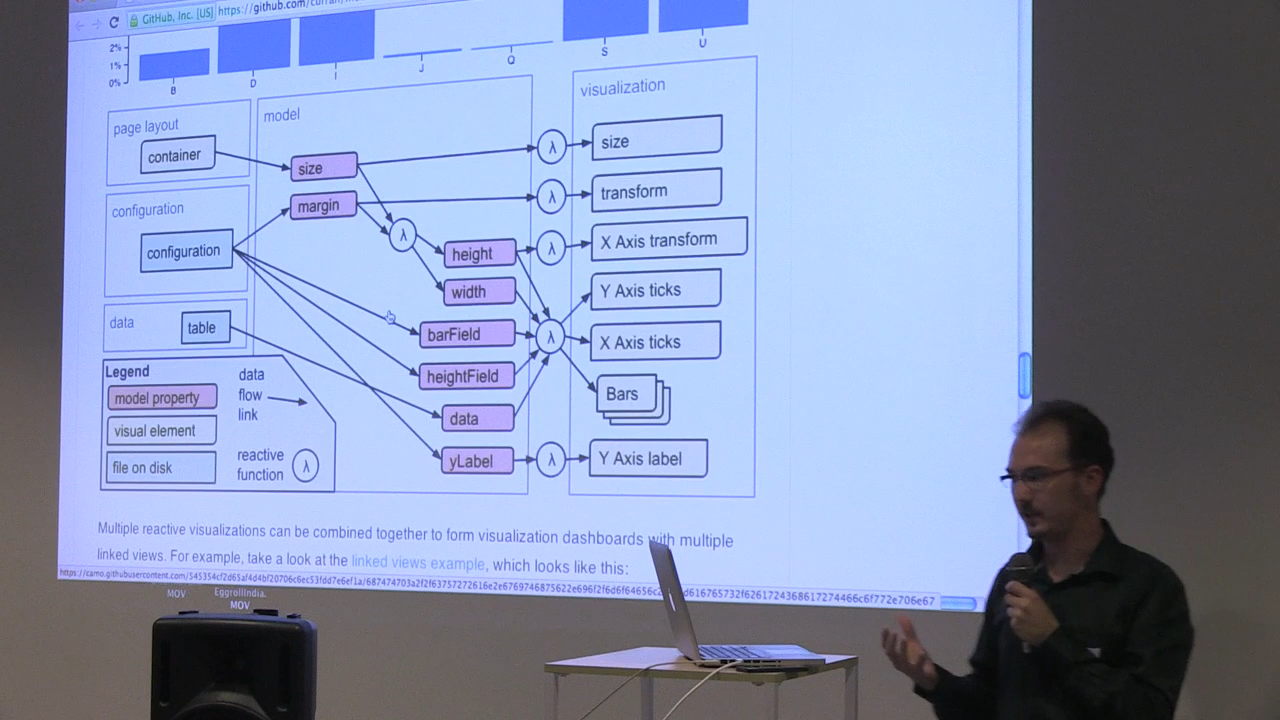 GitHub, Inc. [US]
2%
1%
0%
B
D
I
J
Q
S
U
page layout
container
configuration
configuration
data
table
model
size
margin
λ
height
width
barField
heightField
data
yLabel
λ
λ
λ
λ
λ
visualization
size
transform
X Axis transform
Y Axis ticks
X Axis ticks
Bars
Y Axis label
Legend
model property
visual element
file on disk
data
flow
link
reactive
function
λ
Multiple reactive visualizations can be combined together to form visualization dashboards with multiple
linked views. For example, take a look at the linked views example, which looks like this:
MOV
EggrollIndia.
MOV